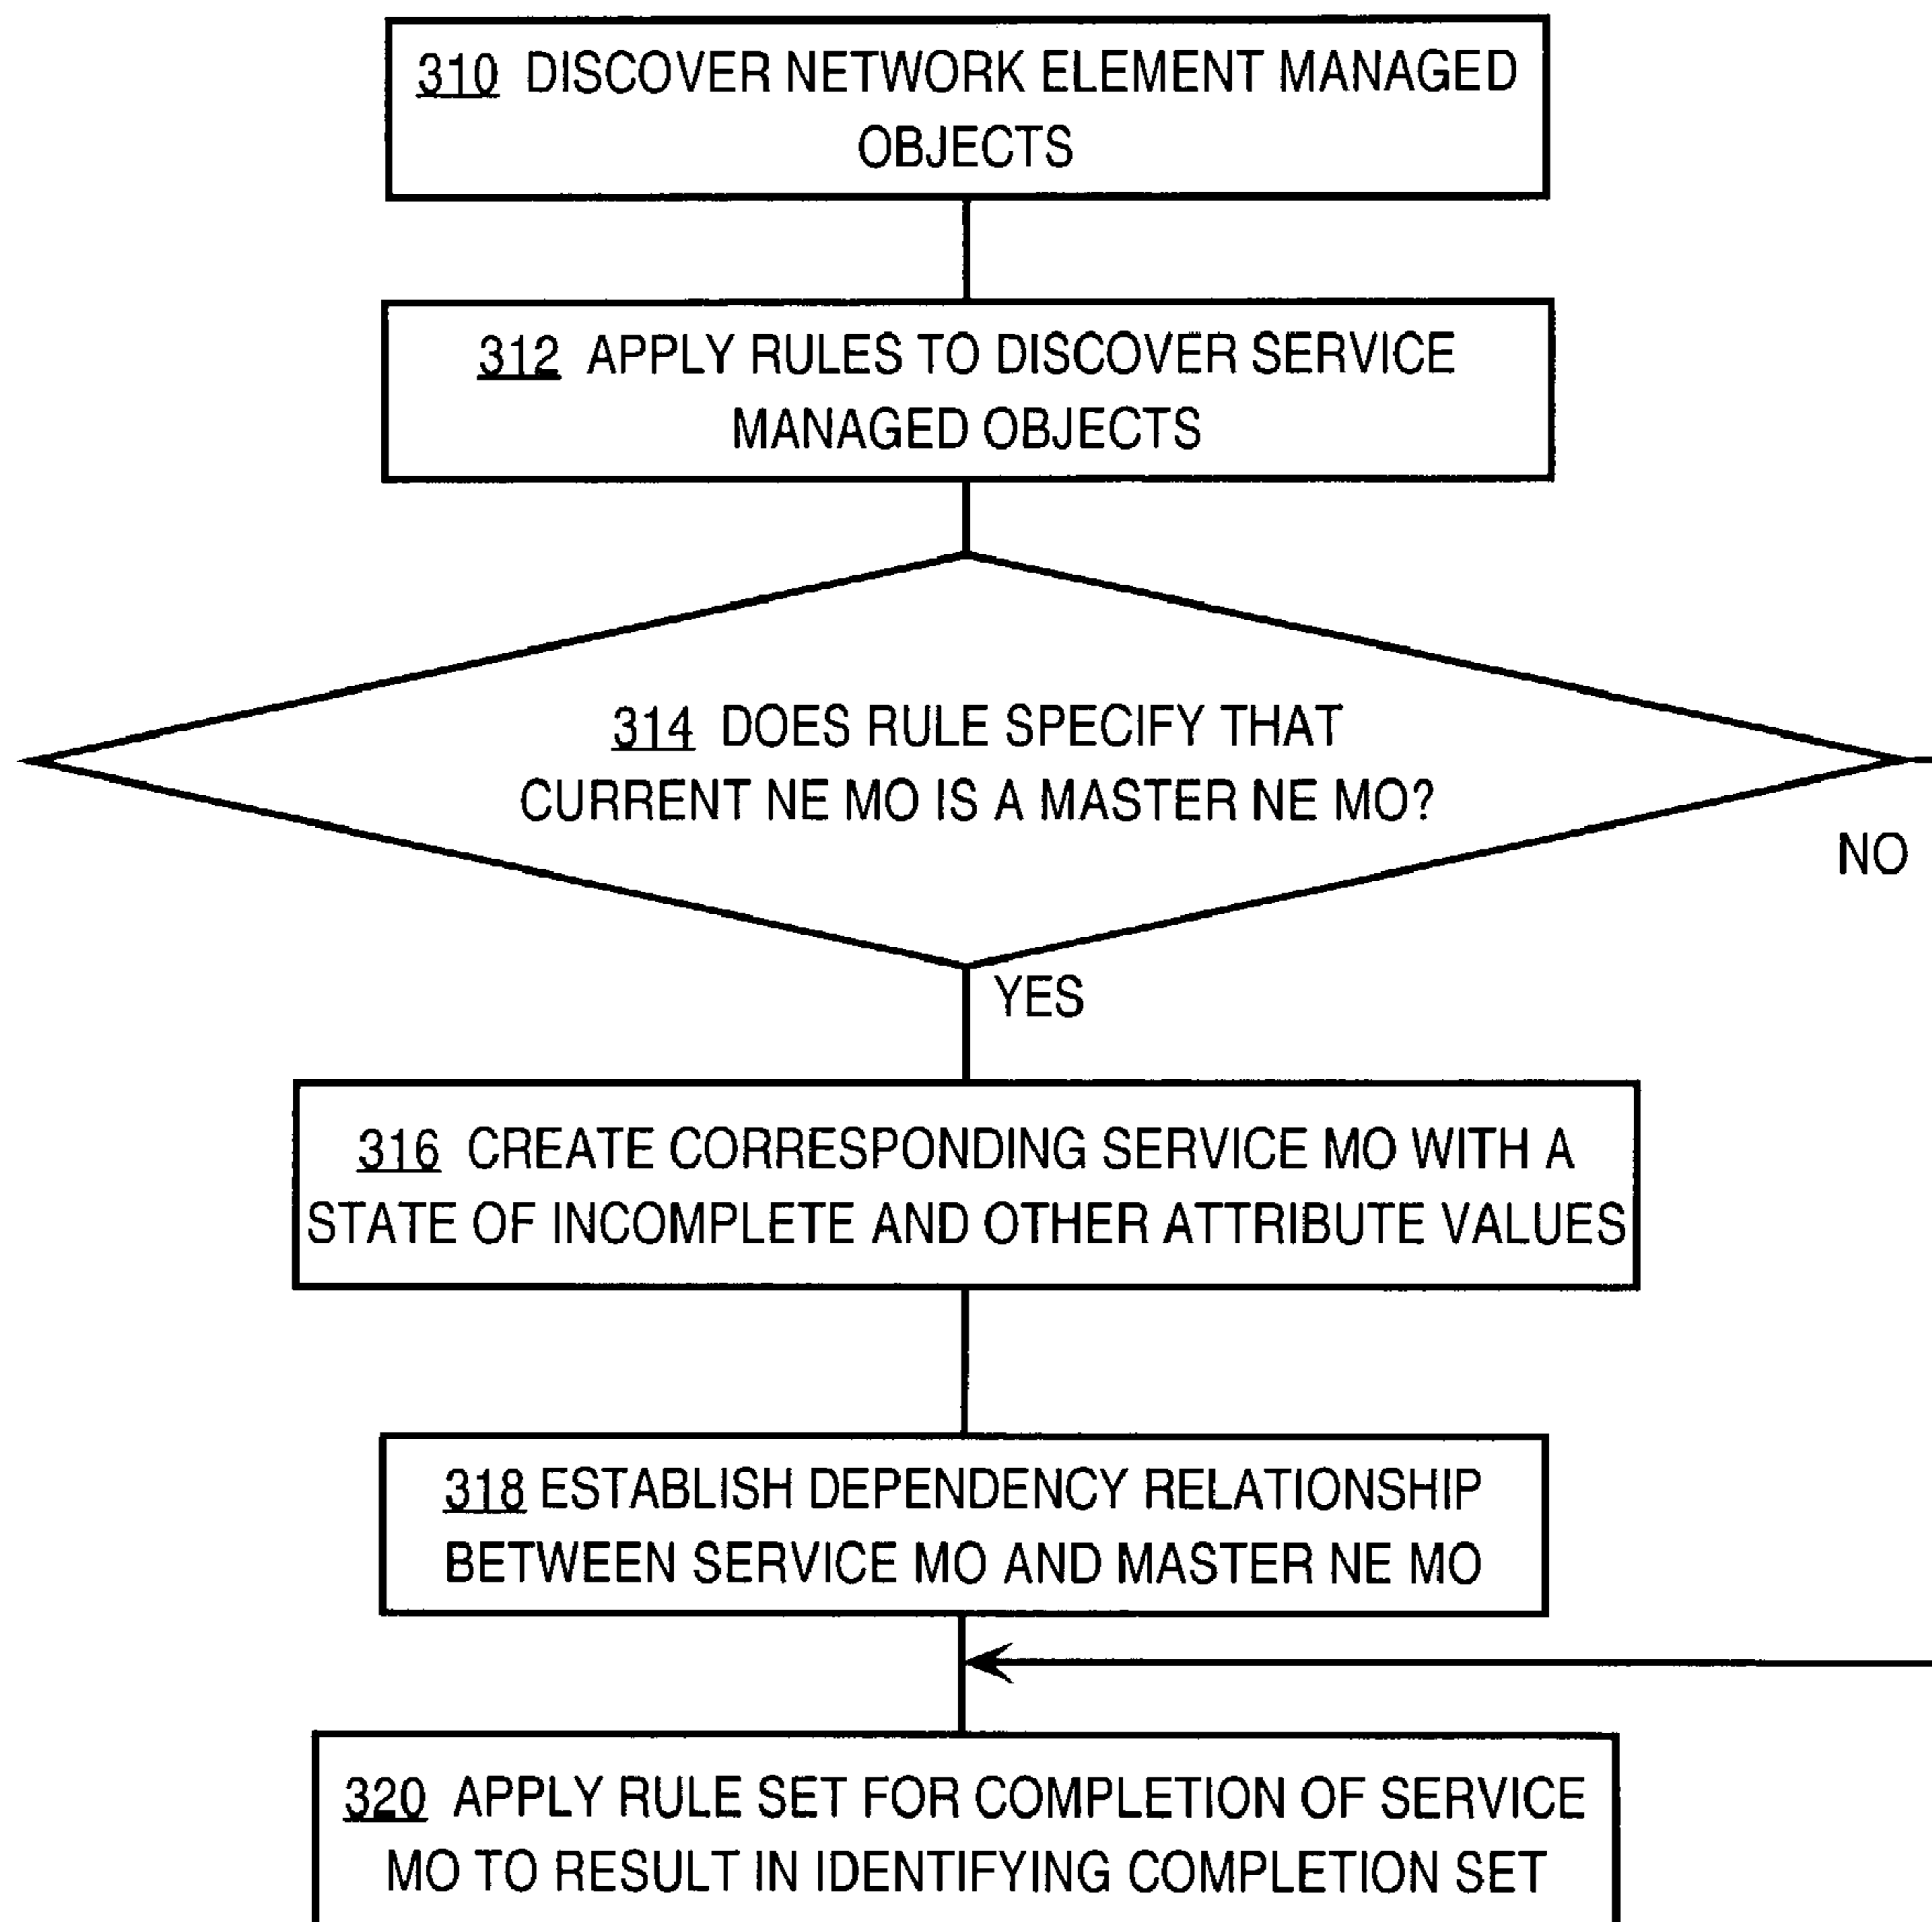 310 DISCOVER NETWORK ELEMENT MANAGED
OBJECTS
312 APPLY RULES TO DISCOVER SERVICE
MANAGED OBJECTS
314 DOES RULE SPECIFY THAT
CURRENT NE MO IS A MASTER NE MO?
NO
YES
316 CREATE CORRESPONDING SERVICE MO WITH A
STATE OF INCOMPLETE AND OTHER ATTRIBUTE VALUES
318 ESTABLISH DEPENDENCY RELATIONSHIP
BETWEEN SERVICE MO AND MASTER NE MO
320 APPLY RULE SET FOR COMPLETION OF SERVICE
MO TO RESULT IN IDENTIFYING COMPLETION SET